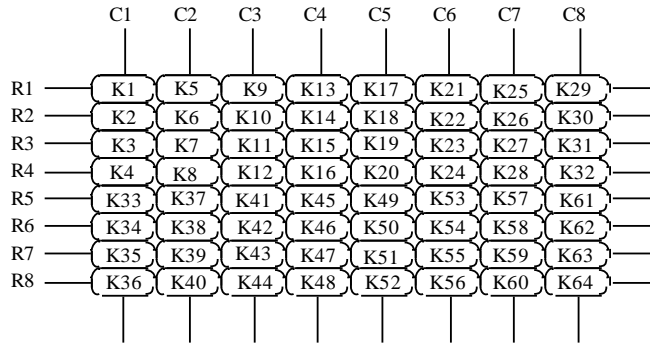 C1 C2 C3 C4 C5 C6 C7 C8
R1 K1 K5 K9 K13 K17 K21 K25 K29
R2 K2 K6 K10 K14 K18 K22 K26 K30
R3 K3 K7 K11 K15 K19 K23 K27 K31
R4 K4 K8 K12 K16 K20 K24 K28 K32
R5 K33 K37 K41 K45 K49 K53 K57 K61
R6 K34 K38 K42 K46 K50 K54 K58 K62
R7 K35 K39 K43 K47 K51 K55 K59 K63
R8 K36 K40 K44 K48 K52 K56 K60 K64